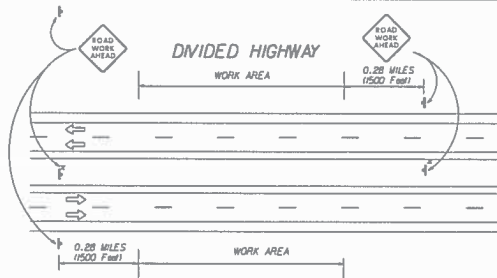 ROAD
WORK
AHEAD
DIVIDED HIGHWAY
ROAD
WORK
AHEAD
WORK AREA
0.28 MILES
(1500 Feet)
0.28 MILES
(1500 Feet)
WORK AREA